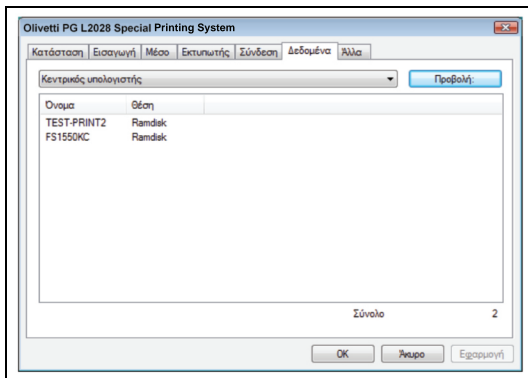 Olivetti PG L2028 Special Printing System
Κατάσταση Εισαγωγή Μέσο Εκτυπωτής Σύνδεση Δεδομένα Άλλα
Κεντρικός υπολογιστής Προβολή:
Όνομα Θέση
TEST-PRINT2 Ramdisk
FS1550KC Ramdisk
Σύνολο 2
OK Άκυρο Εφαρμογή